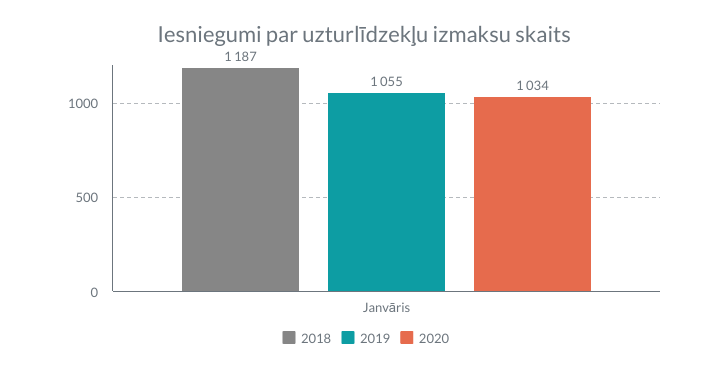 Iesniegumi par uzturlīdzekļu izmaksu skaits
1 187
1 055
1 034
1000
500
0
Janvāris
2018 2019 2020